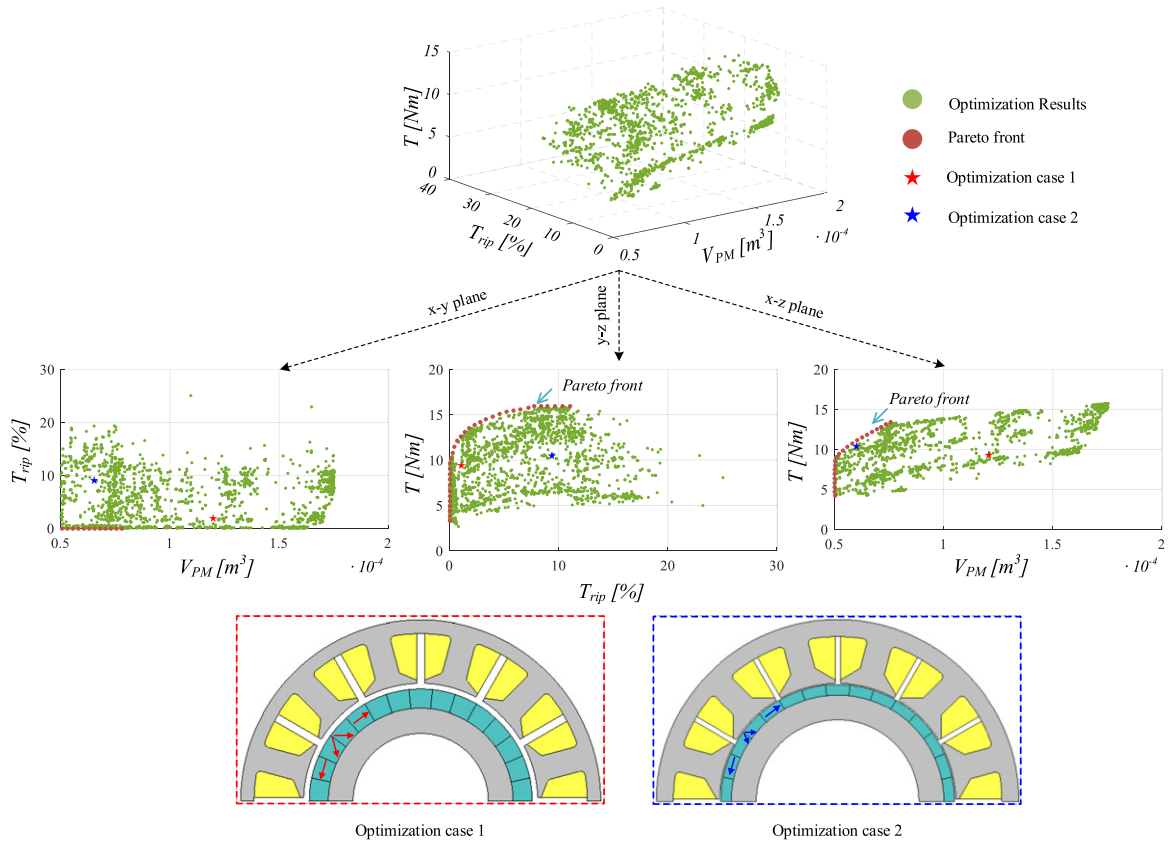 15
10
5
0
T [Nm]
40
30
20
10
0
T_rip [%]
0.5
1
1.5
2
V_PM [m³]
· 10⁻⁴
Optimization Results
Pareto front
Optimization case 1
Optimization case 2
x-y plane
y-z plane
x-z plane
30
20
10
0
T_rip [%]
0.5
1
1.5
2
V_PM [m³]
· 10⁻⁴
20
15
10
5
0
T [Nm]
Pareto front
0
10
20
30
T_rip [%]
20
15
10
5
0
T [Nm]
Pareto front
0.5
1
1.5
2
V_PM [m³]
· 10⁻⁴
Optimization case 1
Optimization case 2